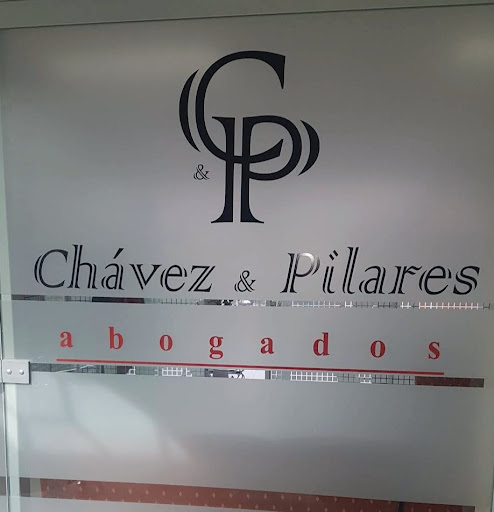 C&P
Chávez & Pilares
abogados